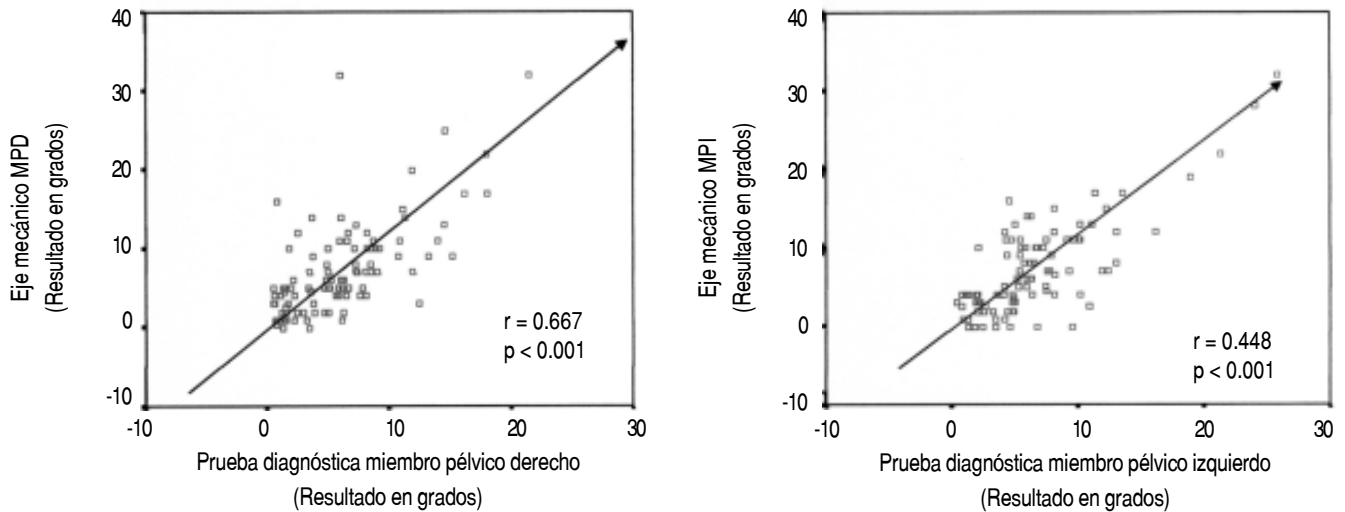 40
30
20
10
0
-10
Eje mecánico MPD
(Resultado en grados)
r = 0.667
p < 0.001
-10 0 10 20 30
Prueba diagnóstica miembro pélvico derecho
(Resultado en grados)
40
30
20
10
0
-10
Eje mecánico MPI
(Resultado en grados)
r = 0.448
p < 0.001
-10 0 10 20 30
Prueba diagnóstica miembro pélvico izquierdo
(Resultado en grados)